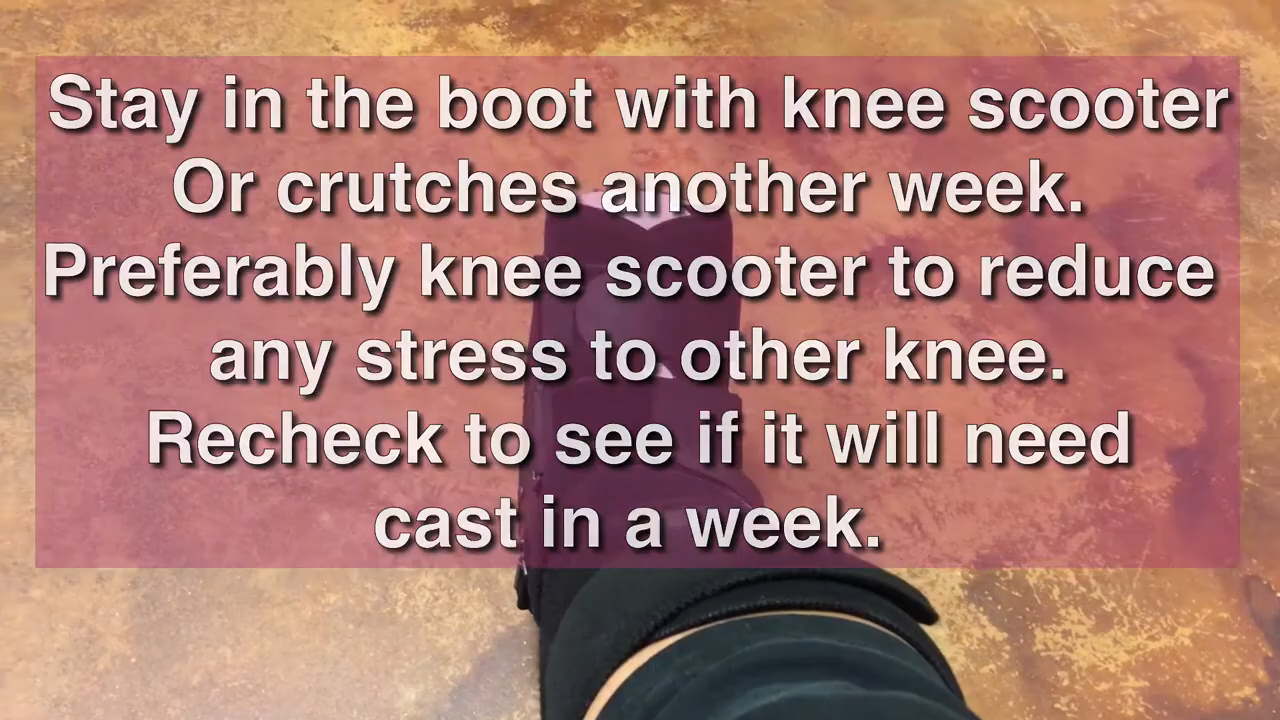 Stay in the boot with knee scooter
Or crutches another week.
Preferably knee scooter to reduce
any stress to other knee.
Recheck to see if it will need
cast in a week.